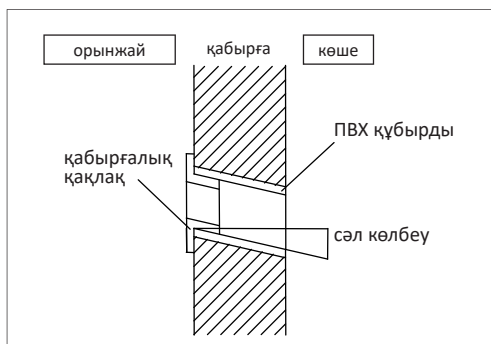 орынжай
қабырға
көше
ПВХ құбырды
қабырғалық
қақлақ
сәл көлбеу